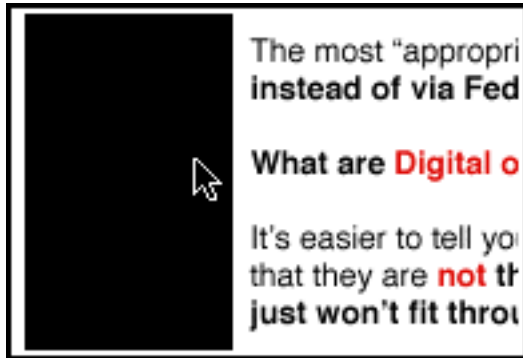 The most “appropri
instead of via Fed
What are Digital o
It's easier to tell you
that they are not th
just won't fit throu